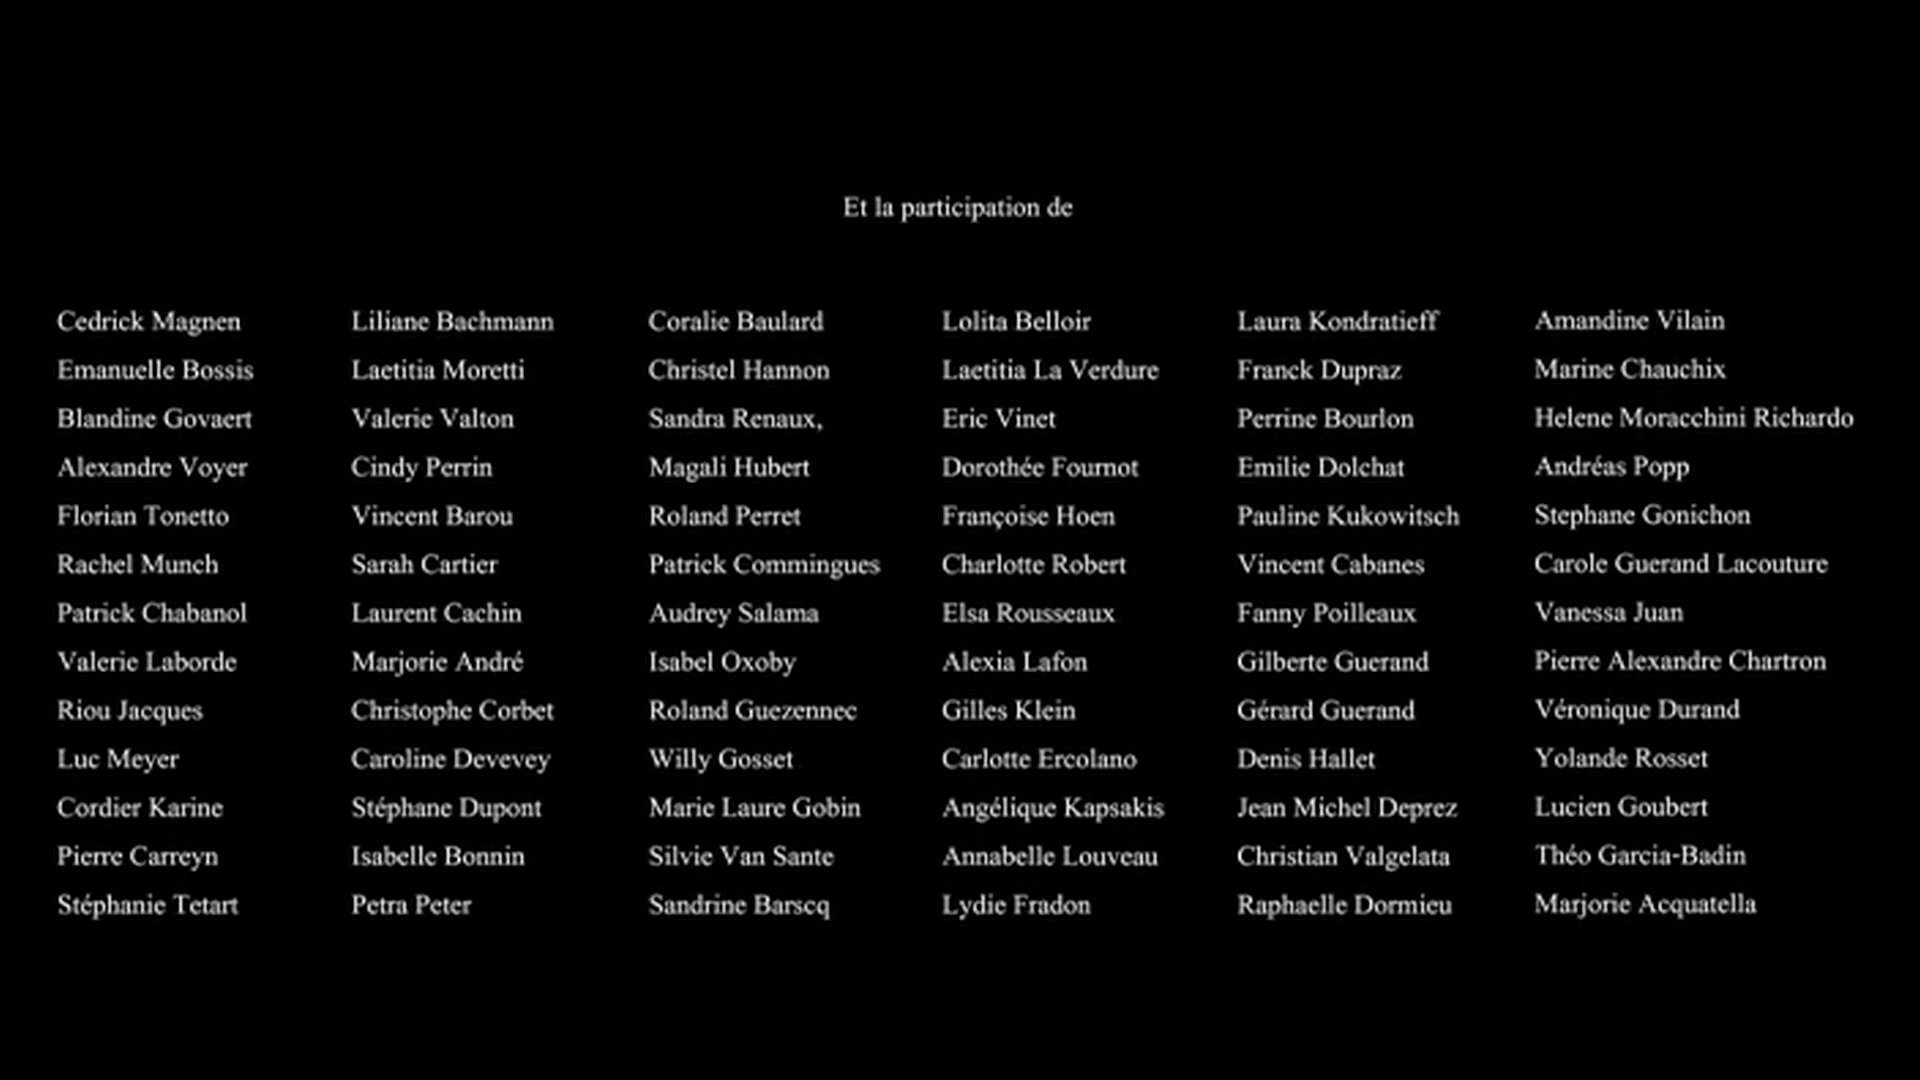 Et la participation de
Cedrick Magnen
Emanuelle Bossis
Blandine Govaert
Alexandre Voyer
Florian Tonetto
Rachel Munch
Patrick Chabanol
Valerie Laborde
Riou Jacques
Luc Meyer
Cordier Karine
Pierre Carreyn
Stéphanie Tetart
Liliane Bachmann
Laetitia Moretti
Valerie Valton
Cindy Perrin
Vincent Barou
Sarah Cartier
Laurent Cachin
Marjorie André
Christophe Corbet
Caroline Devevey
Stéphane Dupont
Isabelle Bonnin
Petra Peter
Coralie Baulard
Christel Hannon
Sandra Renaux,
Magali Hubert
Roland Perret
Patrick Commingues
Audrey Salama
Isabel Oxoby
Roland Guezennec
Willy Gosset
Marie Laure Gobin
Silvie Van Sante
Sandrine Barscq
Lolita Belloir
Laetitia La Verdure
Eric Vinet
Dorothée Fournot
Françoise Hoen
Charlotte Robert
Elsa Rousseaux
Alexia Lafon
Gilles Klein
Carlotte Ercolano
Angélique Kapsakis
Annabelle Louveau
Lydie Fradon
Laura Kondratieff
Franck Dupraz
Perrine Bourlon
Emilie Dolchat
Pauline Kukowitsch
Vincent Cabanes
Fanny Poilleaux
Gilberte Guerand
Gérard Guerand
Denis Hallet
Jean Michel Deprez
Christian Valgelata
Raphaelle Dormieu
Amandine Vilain
Marine Chauchix
Helene Moracchini Richardo
Andréas Popp
Stephane Gonichon
Carole Guerand Lacouture
Vanessa Juan
Pierre Alexandre Chartron
Véronique Durand
Yolande Rosset
Lucien Goubert
Théo Garcia-Badin
Marjorie Acquatella